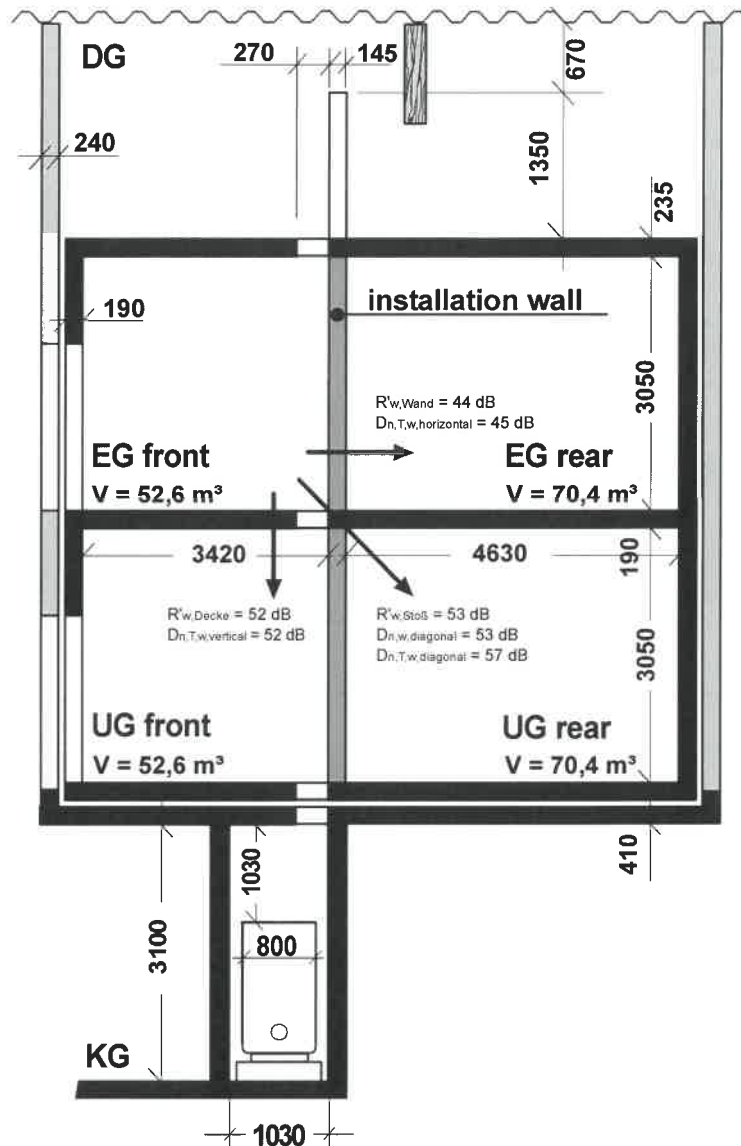 DG
270
145
670
240
1350
235
190
installation wall
R'w,Wand = 44 dB
Dn,T,w,horizontal = 45 dB
3050
EG front
V = 52,6 m³
EG rear
V = 70,4 m³
3420
4630
190
R'w,Decke = 52 dB
Dn,T,w,vertical = 52 dB
R'w,Stoß = 53 dB
Dn,w,diagonal = 53 dB
Dn,T,w,diagonal = 57 dB
3050
UG front
V = 52,6 m³
UG rear
V = 70,4 m³
410
1030
3100
800
KG
1030